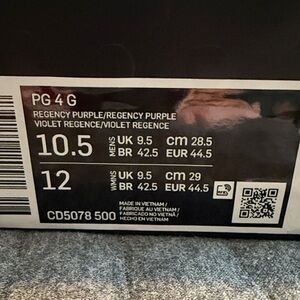 PG 4 G
REGENCY PURPLE/REGENCY PURPLE
VIOLET REGENCE/VIOLET REGENCE
10.5 MENS UK 9.5 cm 28.5
BR 42.5 EUR 44.5
12 WMNS UK 9.5 cm 29
BR 42.5 EUR 44.5
MADE IN VIETNAM /
FABRIQUE AU VIETNAM /
FABRICADO NO VIETNÃ /
HECHO EN VIETNAM
CD5078 500